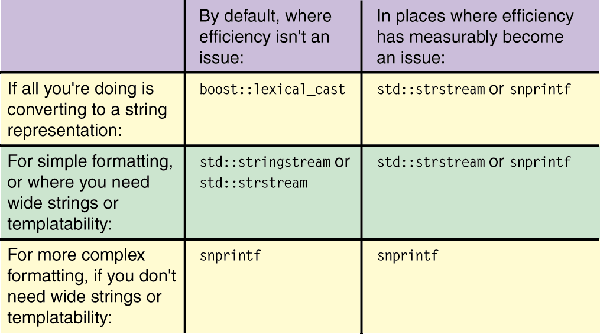 By default, where
efficiency isn't an
issue:
In places where efficiency
has measurably become
an issue:
If all you're doing is
converting to a string
representation:
boost::lexical_cast
std::strstream or snprintf
For simple formatting,
or where you need
wide strings or
templatability:
std::stringstream or
std::strstream
std::strstream or snprintf
For more complex
formatting, if you don't
need wide strings or
templatability:
snprintf
snprintf